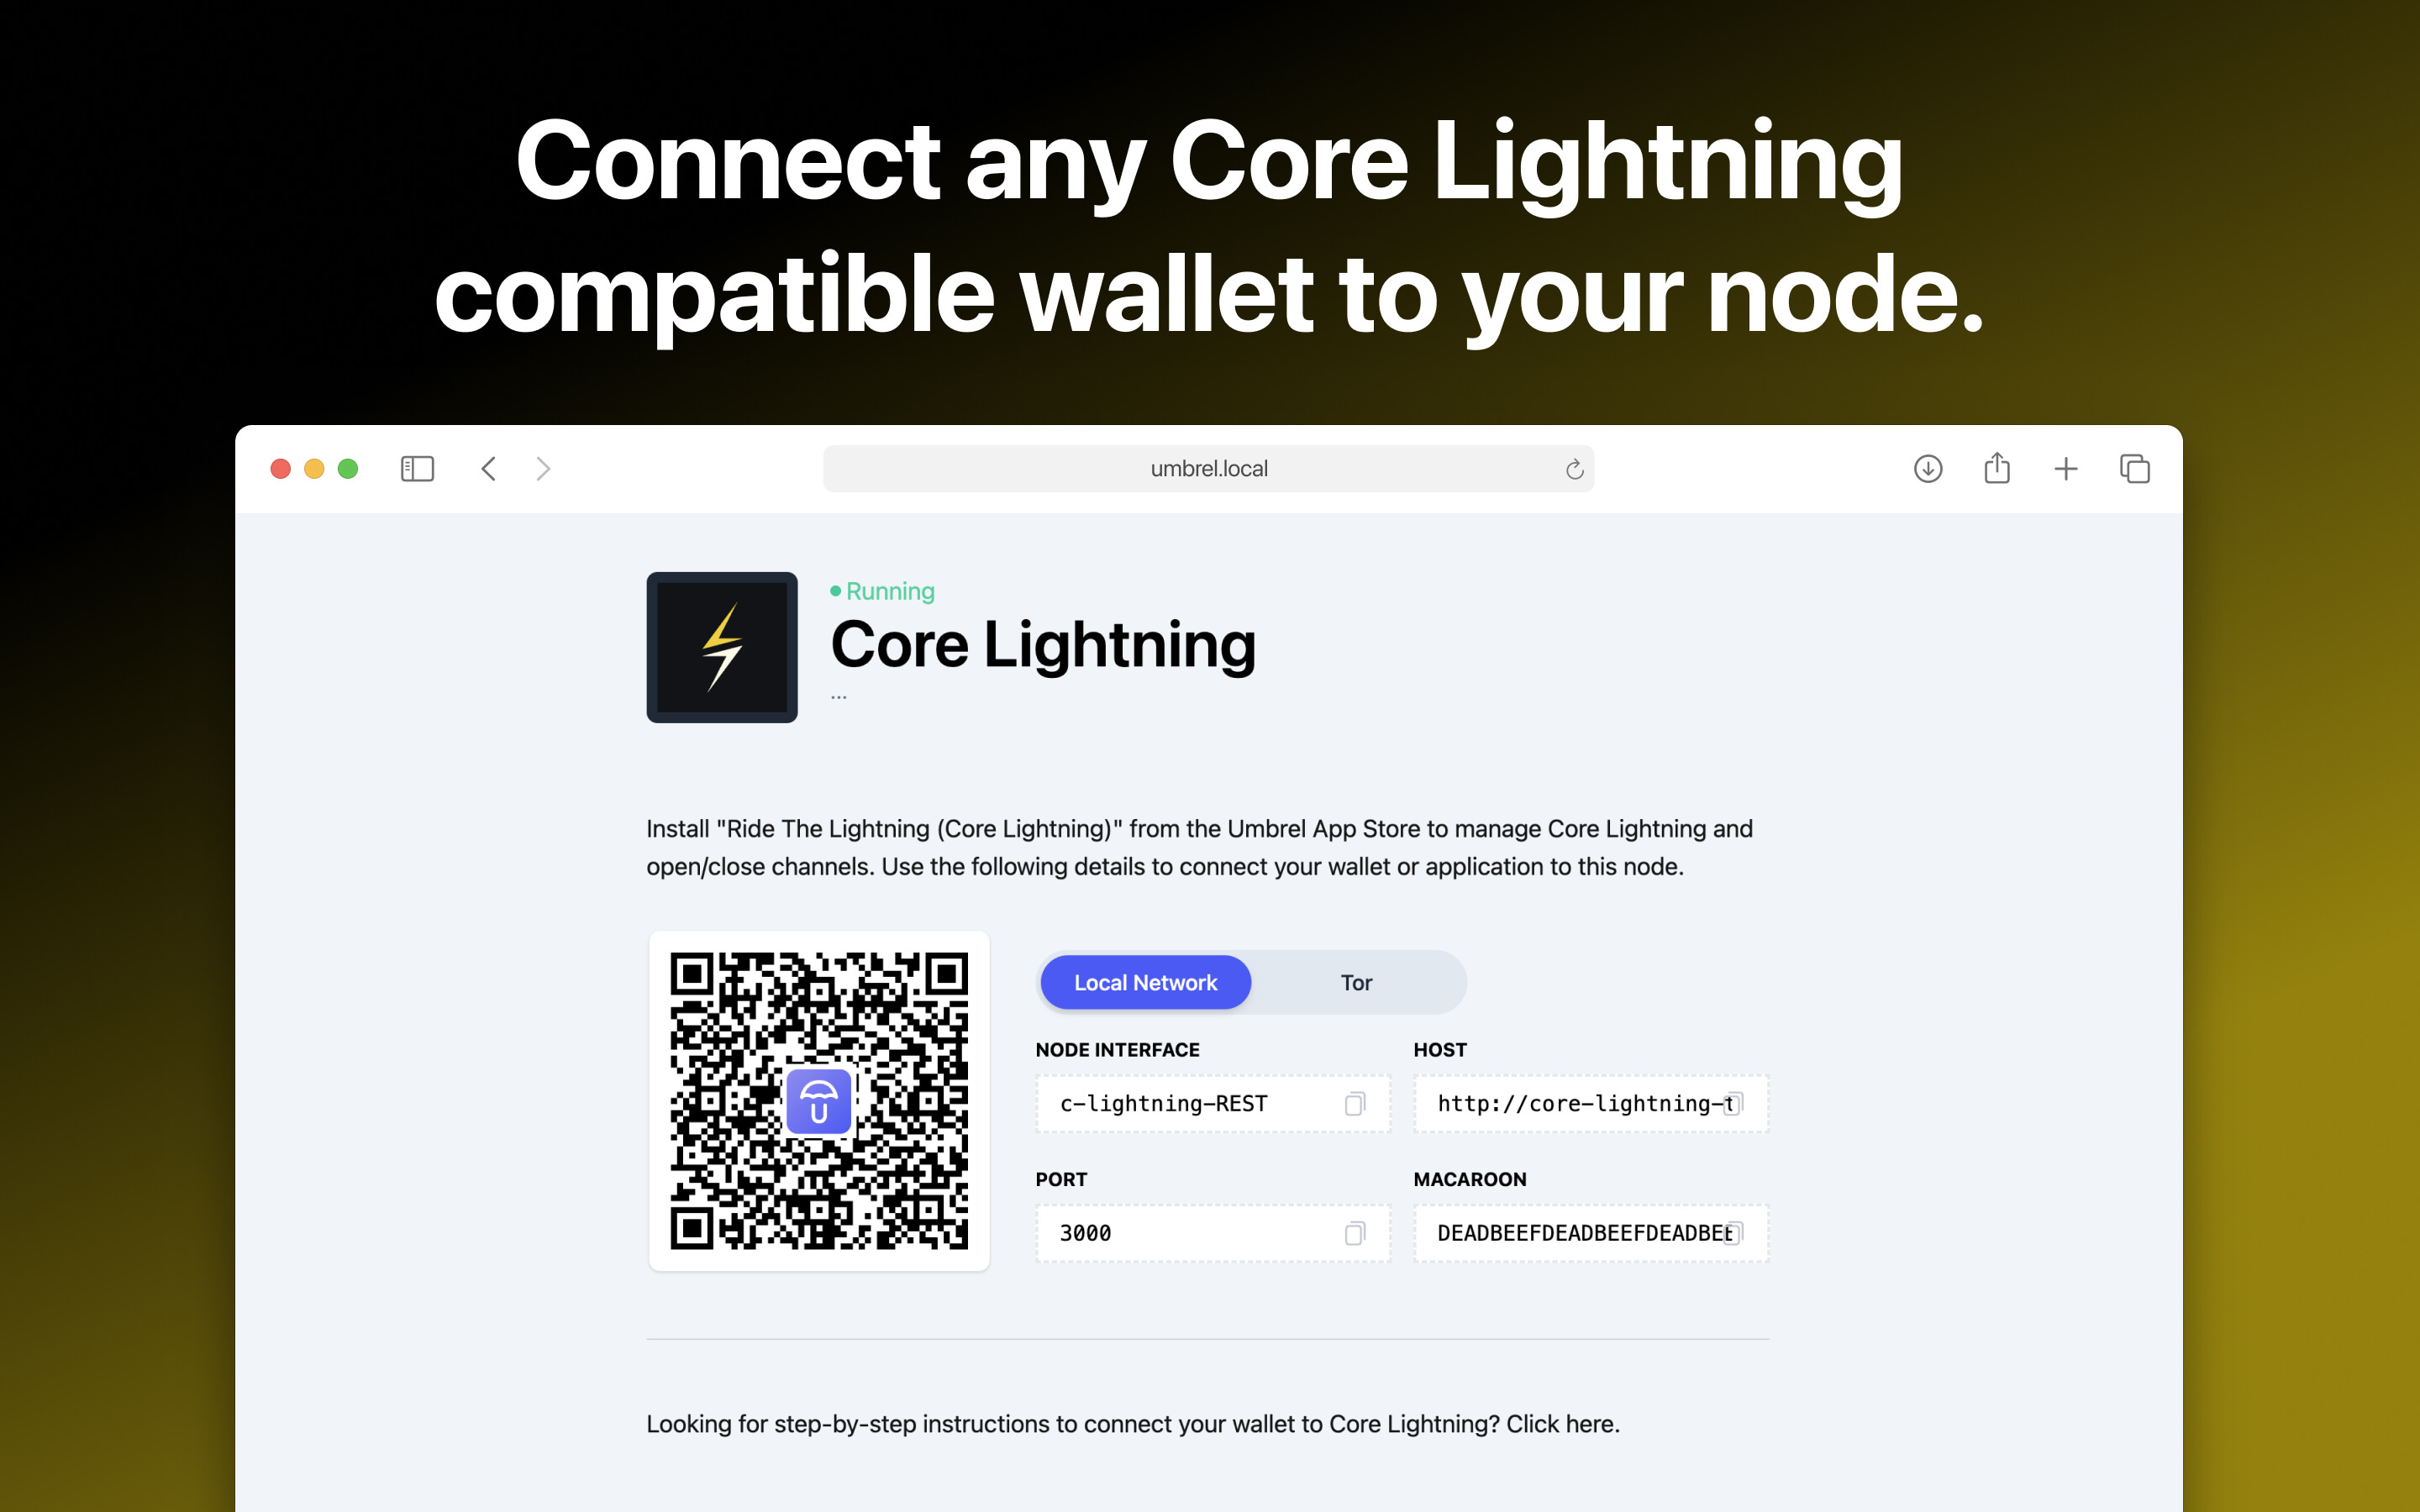 Connect any Core Lightning
compatible wallet to your node.
umbrel.local
Running
Core Lightning
...
Install "Ride The Lightning (Core Lightning)" from the Umbrel App Store to manage Core Lightning and
open/close channels. Use the following details to connect your wallet or application to this node.
Local Network Tor
NODE INTERFACE HOST
c-lightning-REST http://core-lightning-t
PORT MACAROON
3000 DEADBEEFDEADBEEFDEADBEE
Looking for step-by-step instructions to connect your wallet to Core Lightning? Click here.